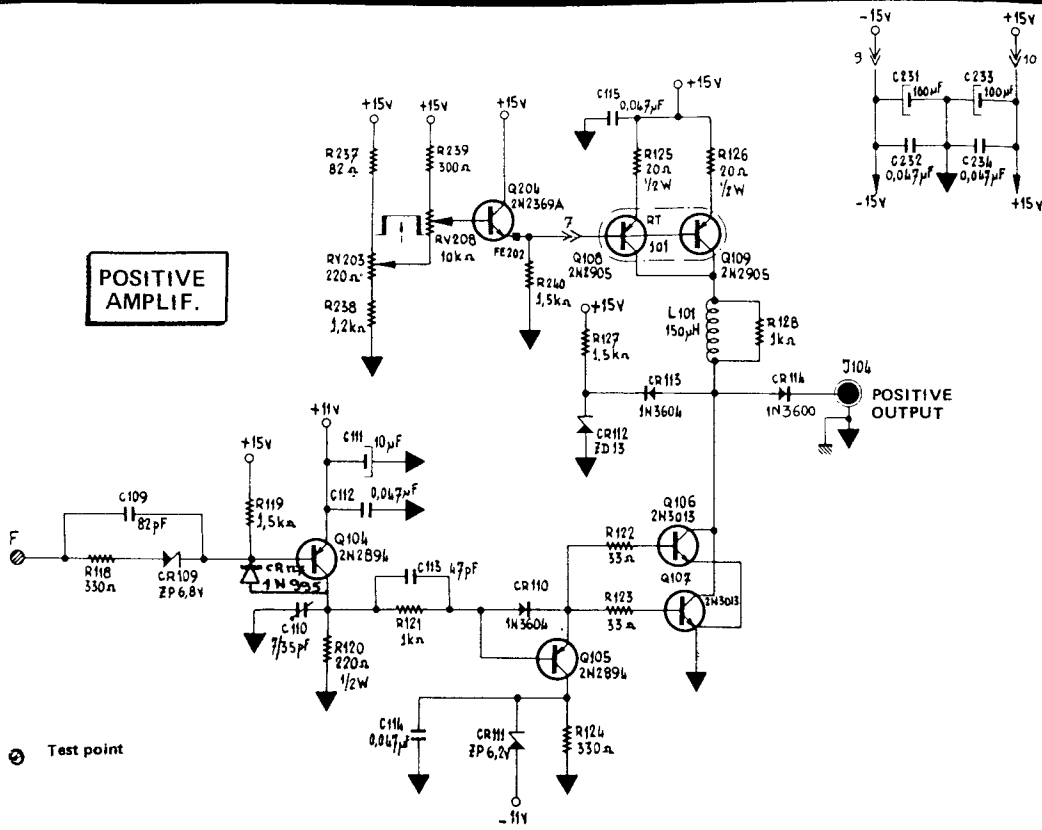 -15v
+15v
9
10
C231
100µF
C233
100µF
C232
0,047µF
C234
0,047µF
-15v
+15v
+15v
+15v
+15v
C115
0,047µF
+15v
R237
82Ω
R239
300Ω
Q204
2N2369A
R125
20Ω
1/2W
R126
20Ω
1/2W
RV208
10kΩ
FE202
7
RT
101
Q108
2N2905
Q109
2N2905
RV203
220Ω
R240
1,5kΩ
R238
1,2kΩ
POSITIVE
AMPLIF.
+15v
R127
1,5kΩ
L101
150µH
R128
1kΩ
CR113
1N3604
CR114
1N3600
J104
POSITIVE
OUTPUT
CR112
ZD13
+11v
C111
10µF
+15v
C112
0,047µF
C109
82pF
R119
1,5kΩ
Q104
2N2894
F
R118
330Ω
CR109
ZP6,8v
1N995
C110
7/35pF
R120
220Ω
1/2W
C113 47pF
R121
1kΩ
CR110
1N3604
Q105
2N2894
R122
33Ω
R123
33Ω
Q106
2N3013
Q107
2N3013
C114
0,047µF
CR111
ZP6,2v
R124
330Ω
-11v
Test point